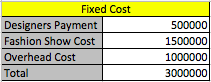 Fixed Cost
Designers Payment 500000
Fashion Show Cost 1500000
Overhead Cost 1000000
Total 3000000